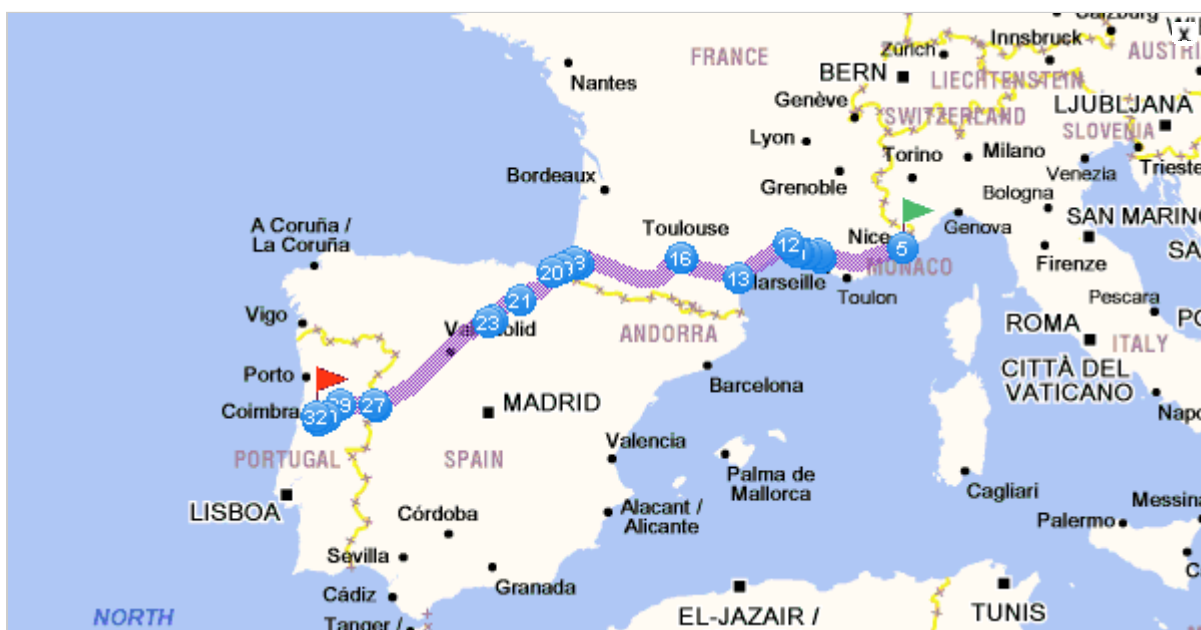 Innsbruck
x
Zürich
FRANCE
BERN
LIECHTENSTEIN
Nantes
Genève
LJUBLJANA
SWITZERLAND
SLOVENIA
Lyon
Torino
Milano
Trieste
Venezia
Bordeaux
Grenoble
Bologna
A Coruña /
La Coruña
Toulouse
12
Nice
5
Genova
SAN MARINO
20
16
MONACO
Firenze
13
Marseille
Toulon
21
Pescara
Vigo
23
ANDORRA
ROMA
ITALY
Porto
Barcelona
CITTÀ DEL
VATICANO
Coimbra
27
MADRID
PORTUGAL
SPAIN
Valencia
Palma de
Mallorca
Cagliari
LISBOA
Córdoba
Alacant /
Alicante
Palermo
Sevilla
Granada
Cádiz
NORTH
Tanger /
EL-JAZAIR /
TUNIS